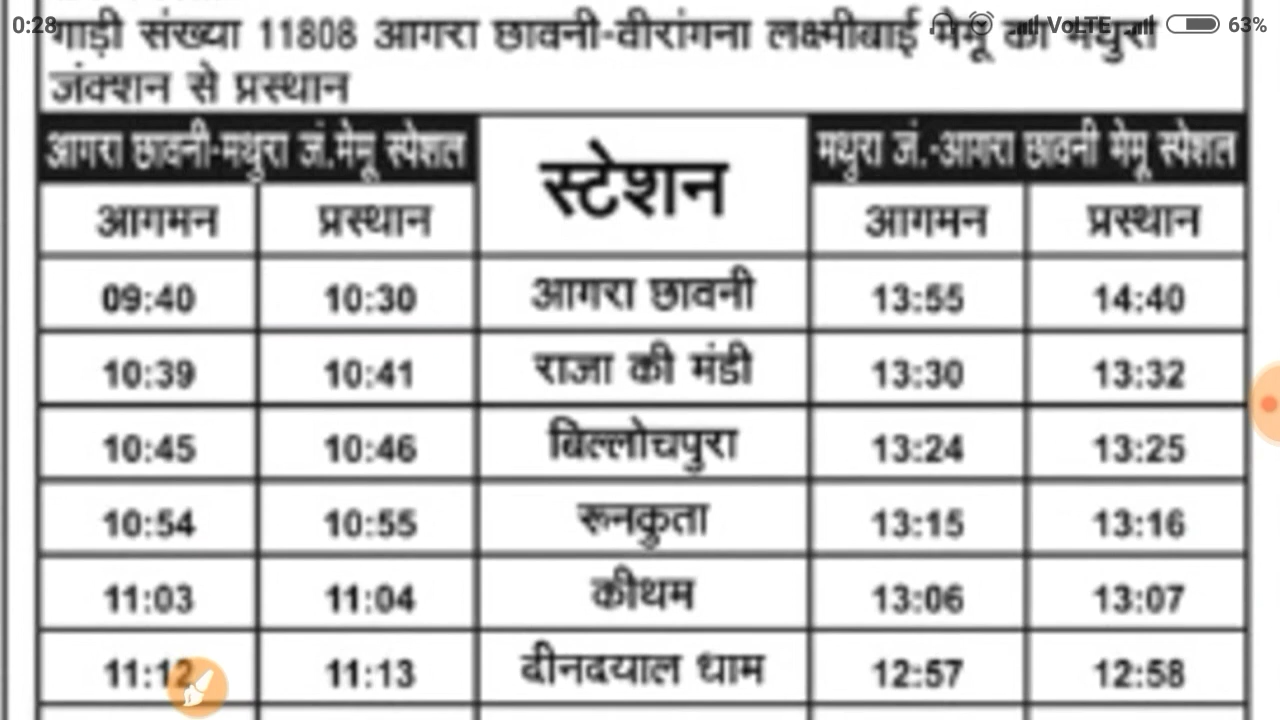 0:28 VoLTE 63%
गाड़ी संख्या 11808 आगरा छावनी-वीरांगना लक्ष्मीबाई मेमू का मथुरा
जंक्शन से प्रस्थान
आगरा छावनी-मथुरा जं.मेमू स्पेशल स्टेशन मथुरा जं.-आगरा छावनी मेमू स्पेशल
आगमन प्रस्थान आगमन प्रस्थान
09:40 10:30 आगरा छावनी 13:55 14:40
10:39 10:41 राजा की मंडी 13:30 13:32
10:45 10:46 बिल्लोचपुरा 13:24 13:25
10:54 10:55 रूनकुता 13:15 13:16
11:03 11:04 कीथम 13:06 13:07
11:12 11:13 दीनदयाल धाम 12:57 12:58